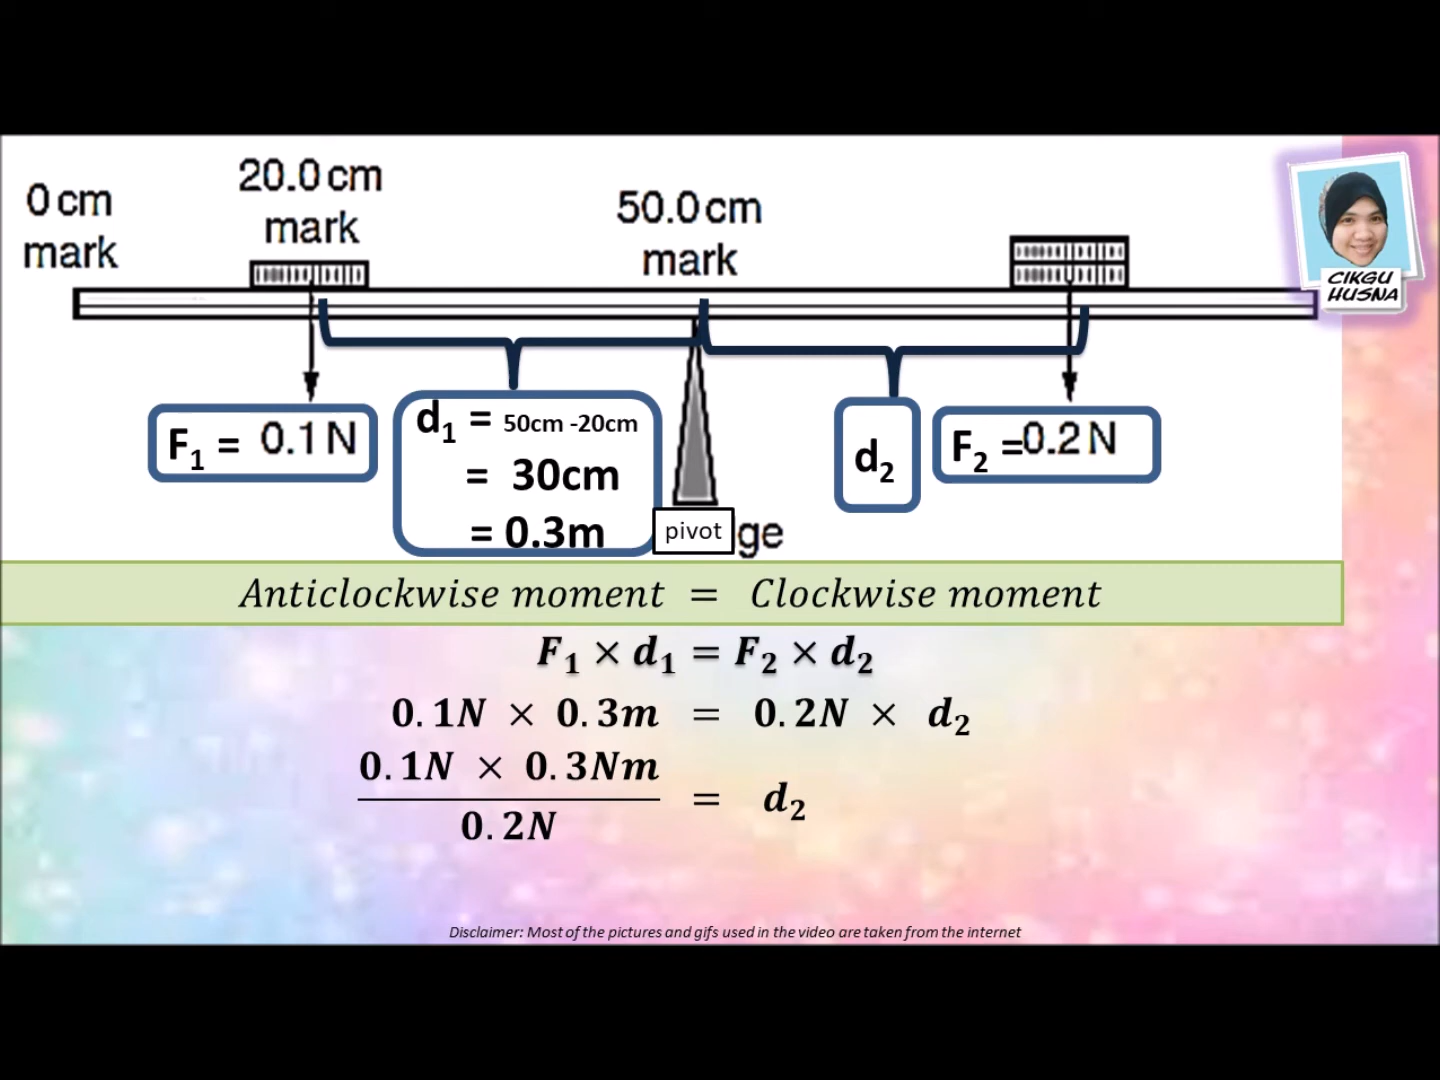 0 cm
mark
20.0 cm
mark
50.0 cm
mark
CIKGU
HUSNA
F₁ = 0.1 N
d₁ = 50cm -20cm
= 30cm
= 0.3m
pivot
ge
d₂
F₂ =0.2 N
Anticlockwise moment = Clockwise moment
F₁ × d₁ = F₂ × d₂
0.1N × 0.3m = 0.2N × d₂
0.1N × 0.3Nm
= d₂
0.2N
Disclaimer: Most of the pictures and gifs used in the video are taken from the internet